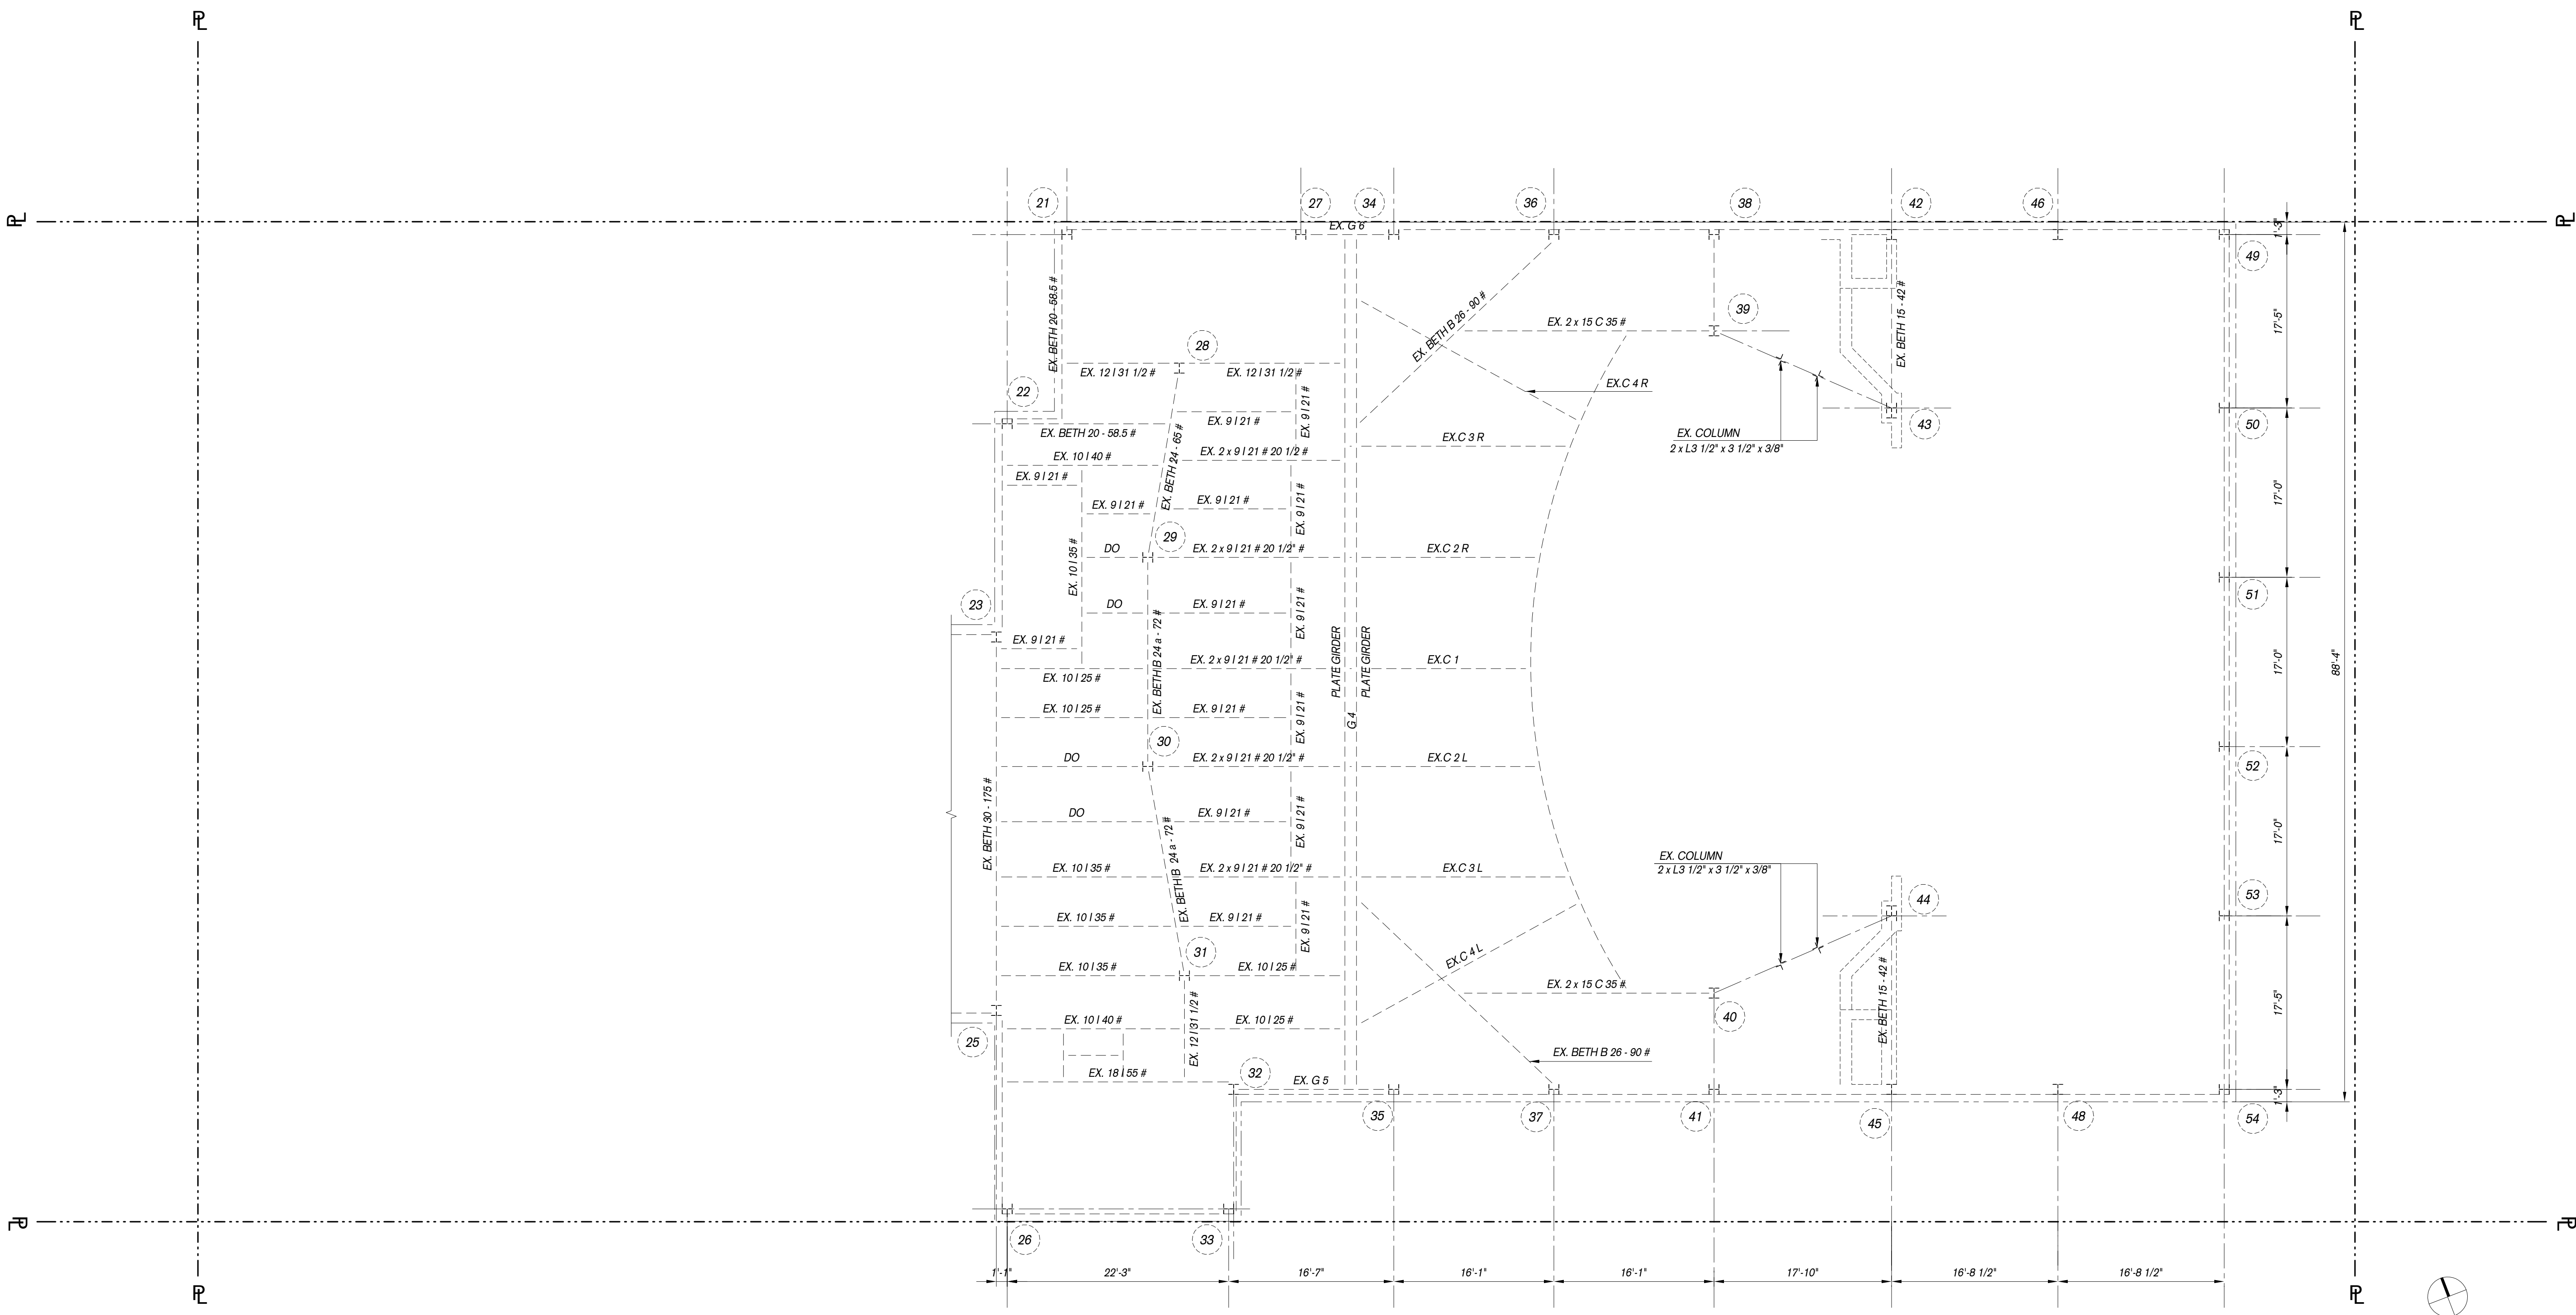 PL
PL
21
27
34
36
38
42
46
PL
PL
EX. G 6
1'-3"
49
EX. BETH 20 - 58.5 #
EX. BETH B 26 - 90 #
EX. BETH 15 - 42 #
17'-5"
39
EX. 2 x 15 C 35 #
28
EX. 12 I 31 1/2 #
EX. 12 I 31 1/2 #
22
EX.C 4 R
EX. 9 I 21 #
EX. 9 I 21 #
EX. BETH 20 - 58.5 #
EX. BETH 24 - 65 #
EX.C 3 R
EX. COLUMN
2 x L3 1/2" x 3 1/2" x 3/8"
43
50
EX. 10 I 40 #
EX. 2 x 9 I 21 # 20 1/2 #
EX. 9 I 21 #
EX. 9 I 21 #
EX. 9 I 21 #
EX. 9 I 21 #
17'-0"
29
DO
EX. 2 x 9 I 21 # 20 1/2" #
EX.C 2 R
EX. 10 I 35 #
23
DO
EX. 9 I 21 #
EX. 9 I 21 #
51
EX. 9 I 21 #
EX. BETH B 24 a - 72 #
PLATE GIRDER
PLATE GIRDER
17'-0"
88'-4"
EX. 2 x 9 I 21 # 20 1/2" #
EX.C 1
EX. 10 I 25 #
EX. 10 I 25 #
EX. 9 I 21 #
EX. 9 I 21 #
G 4
30
DO
EX. 2 x 9 I 21 # 20 1/2" #
EX.C 2 L
52
EX. BETH 30 - 175 #
DO
EX. 9 I 21 #
EX. 9 I 21 #
17'-0"
EX. BETH B 24 a - 72 #
EX. 10 I 35 #
EX. 2 x 9 I 21 # 20 1/2" #
EX.C 3 L
EX. COLUMN
2 x L3 1/2" x 3 1/2" x 3/8"
44
53
EX. 10 I 35 #
EX. 9 I 21 #
EX. 9 I 21 #
31
EX.C 4 L
EX. 10 I 35 #
EX. 10 I 25 #
EX. 2 x 15 C 35 #
EX. BETH 15 - 42 #
17'-5"
40
25
EX. 10 I 40 #
EX. 12 I 31 1/2 #
EX. 10 I 25 #
EX. BETH B 26 - 90 #
EX. 18 I 55 #
32
EX. G 5
1'-3"
35
37
41
45
48
54
PL
PL
26
33
1'-1"
22'-3"
16'-7"
16'-1"
16'-1"
17'-10"
16'-8 1/2"
16'-8 1/2"
PL
PL